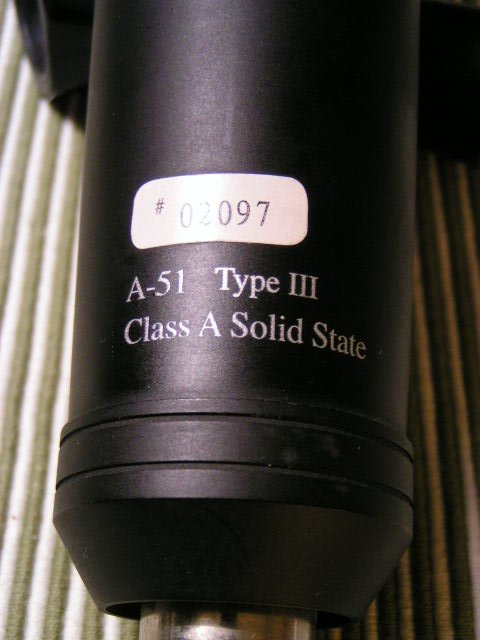 # 02097
A-51 Type III
Class A Solid State